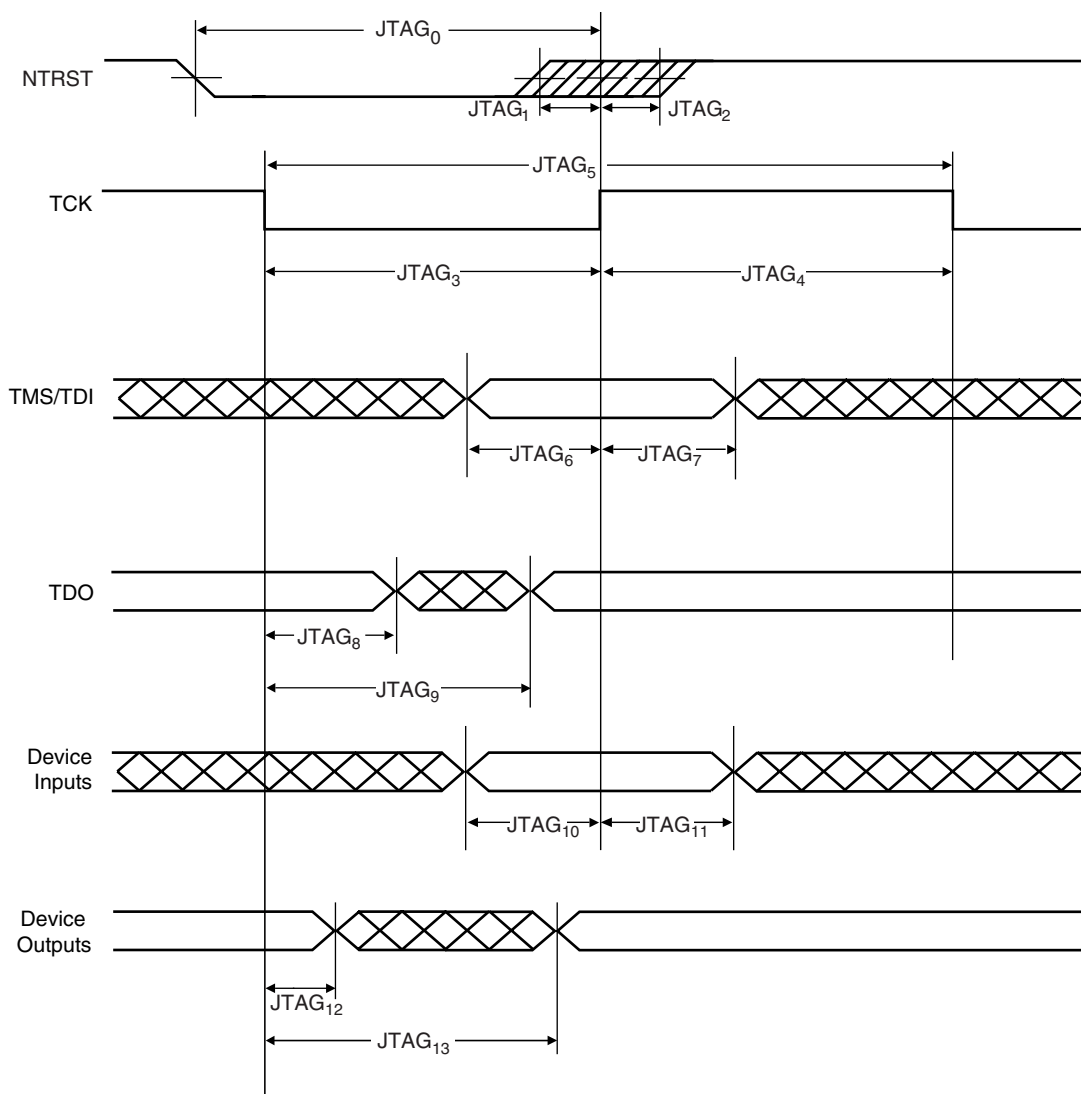 JTAG₀
NTRST
JTAG₁ JTAG₂
JTAG₅
TCK
JTAG₃ JTAG₄
TMS/TDI
JTAG₆ JTAG₇
TDO
JTAG₈
JTAG₉
Device
Inputs
JTAG₁₀ JTAG₁₁
Device
Outputs
JTAG₁₂
JTAG₁₃